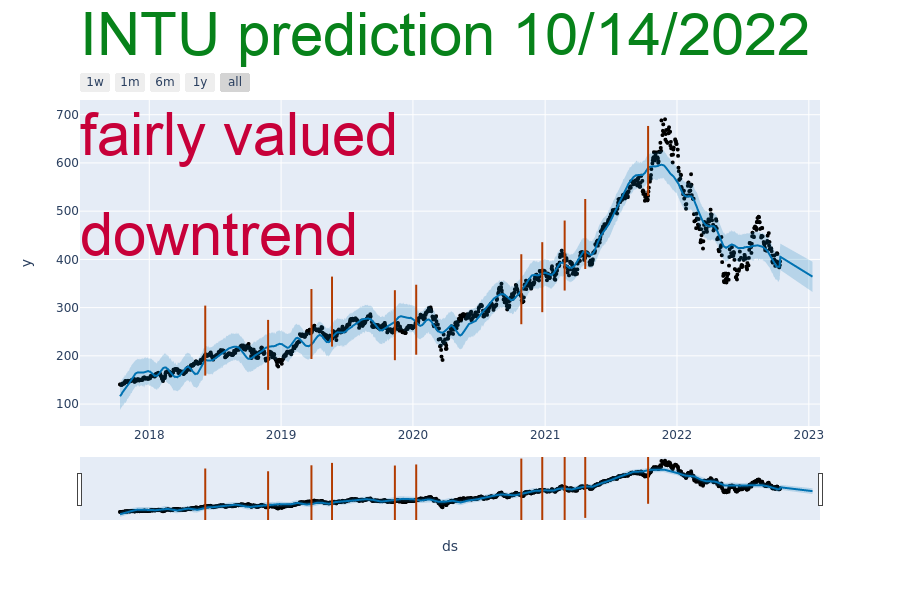 INTU prediction 10/14/2022
1w 1m 6m 1y all
fairly valued
downtrend
700
600
500
400
300
200
100
y
2018 2019 2020 2021 2022 2023
ds